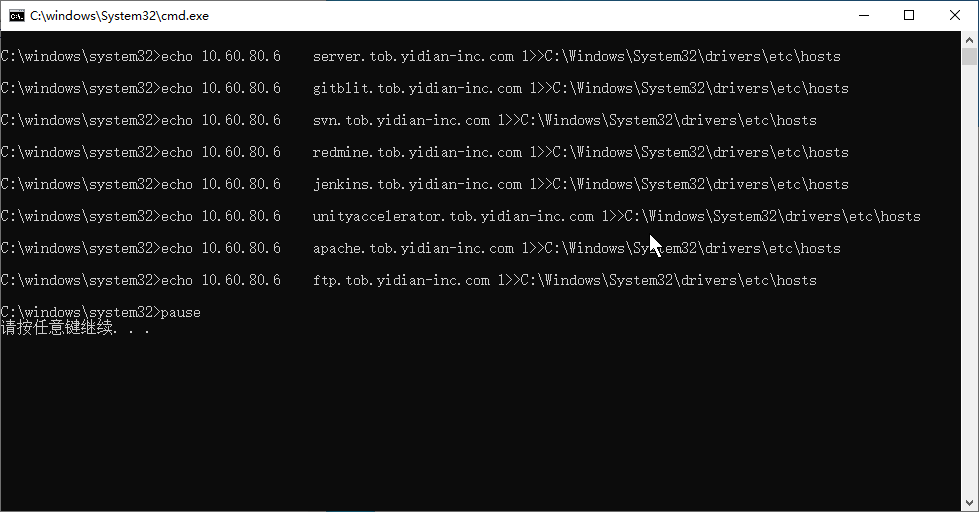 C:\windows\System32\cmd.exe
C:\windows\system32>echo 10.60.80.6    server.tob.yidian-inc.com 1>>C:\Windows\System32\drivers\etc\hosts
C:\windows\system32>echo 10.60.80.6    gitblit.tob.yidian-inc.com 1>>C:\Windows\System32\drivers\etc\hosts
C:\windows\system32>echo 10.60.80.6    svn.tob.yidian-inc.com 1>>C:\Windows\System32\drivers\etc\hosts
C:\windows\system32>echo 10.60.80.6    redmine.tob.yidian-inc.com 1>>C:\Windows\System32\drivers\etc\hosts
C:\windows\system32>echo 10.60.80.6    jenkins.tob.yidian-inc.com 1>>C:\Windows\System32\drivers\etc\hosts
C:\windows\system32>echo 10.60.80.6    unityaccelerator.tob.yidian-inc.com 1>>C:\Windows\System32\drivers\etc\hosts
C:\windows\system32>echo 10.60.80.6    apache.tob.yidian-inc.com 1>>C:\Windows\System32\drivers\etc\hosts
C:\windows\system32>echo 10.60.80.6    ftp.tob.yidian-inc.com 1>>C:\Windows\System32\drivers\etc\hosts
C:\windows\system32>pause
请按任意键继续. . .